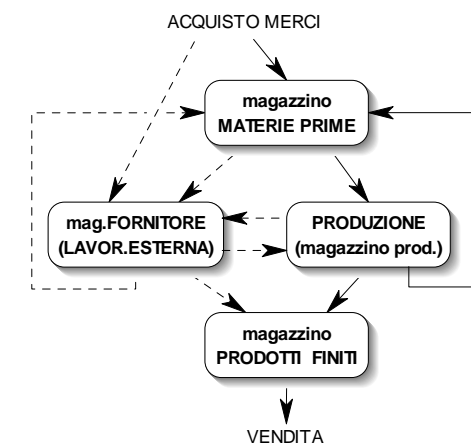 ACQUISTO MERCI
magazzino
MATERIE PRIME
mag.FORNITORE
(LAVOR.ESTERNA)
PRODUZIONE
(magazzino prod.)
magazzino
PRODOTTI FINITI
VENDITA